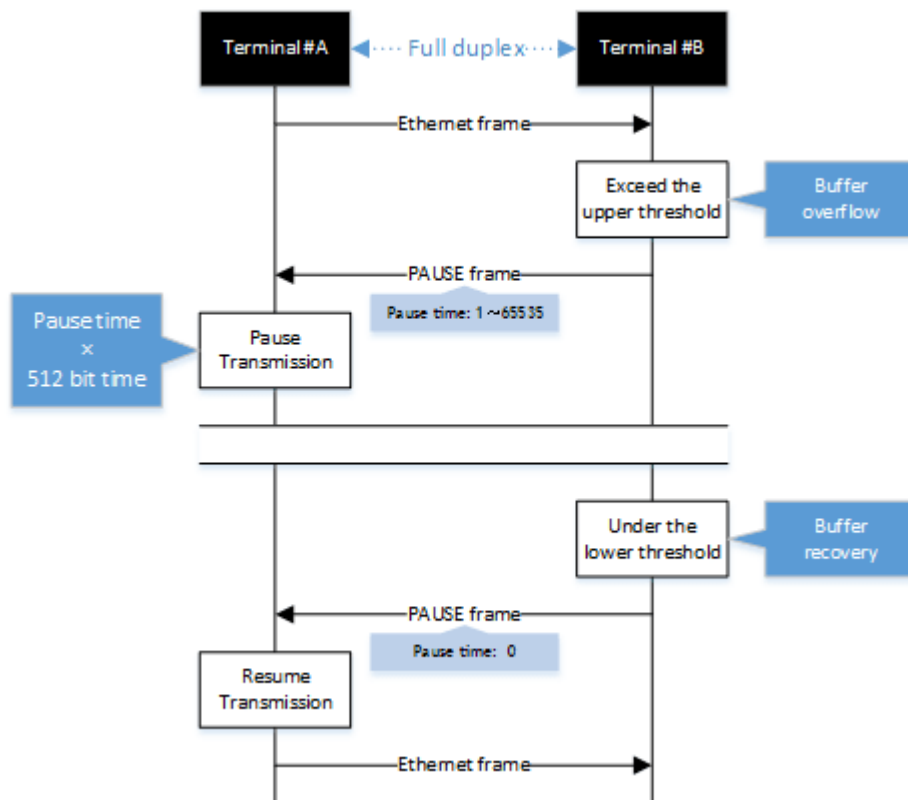 Terminal #A
Full duplex
Terminal #B
Ethernet frame
Exceed the
upper threshold
Buffer
overflow
PAUSE frame
Pause time: 1~65535
Pause time
×
512 bit time
Pause
Transmission
Under the
lower threshold
Buffer
recovery
PAUSE frame
Pause time: 0
Resume
Transmission
Ethernet frame